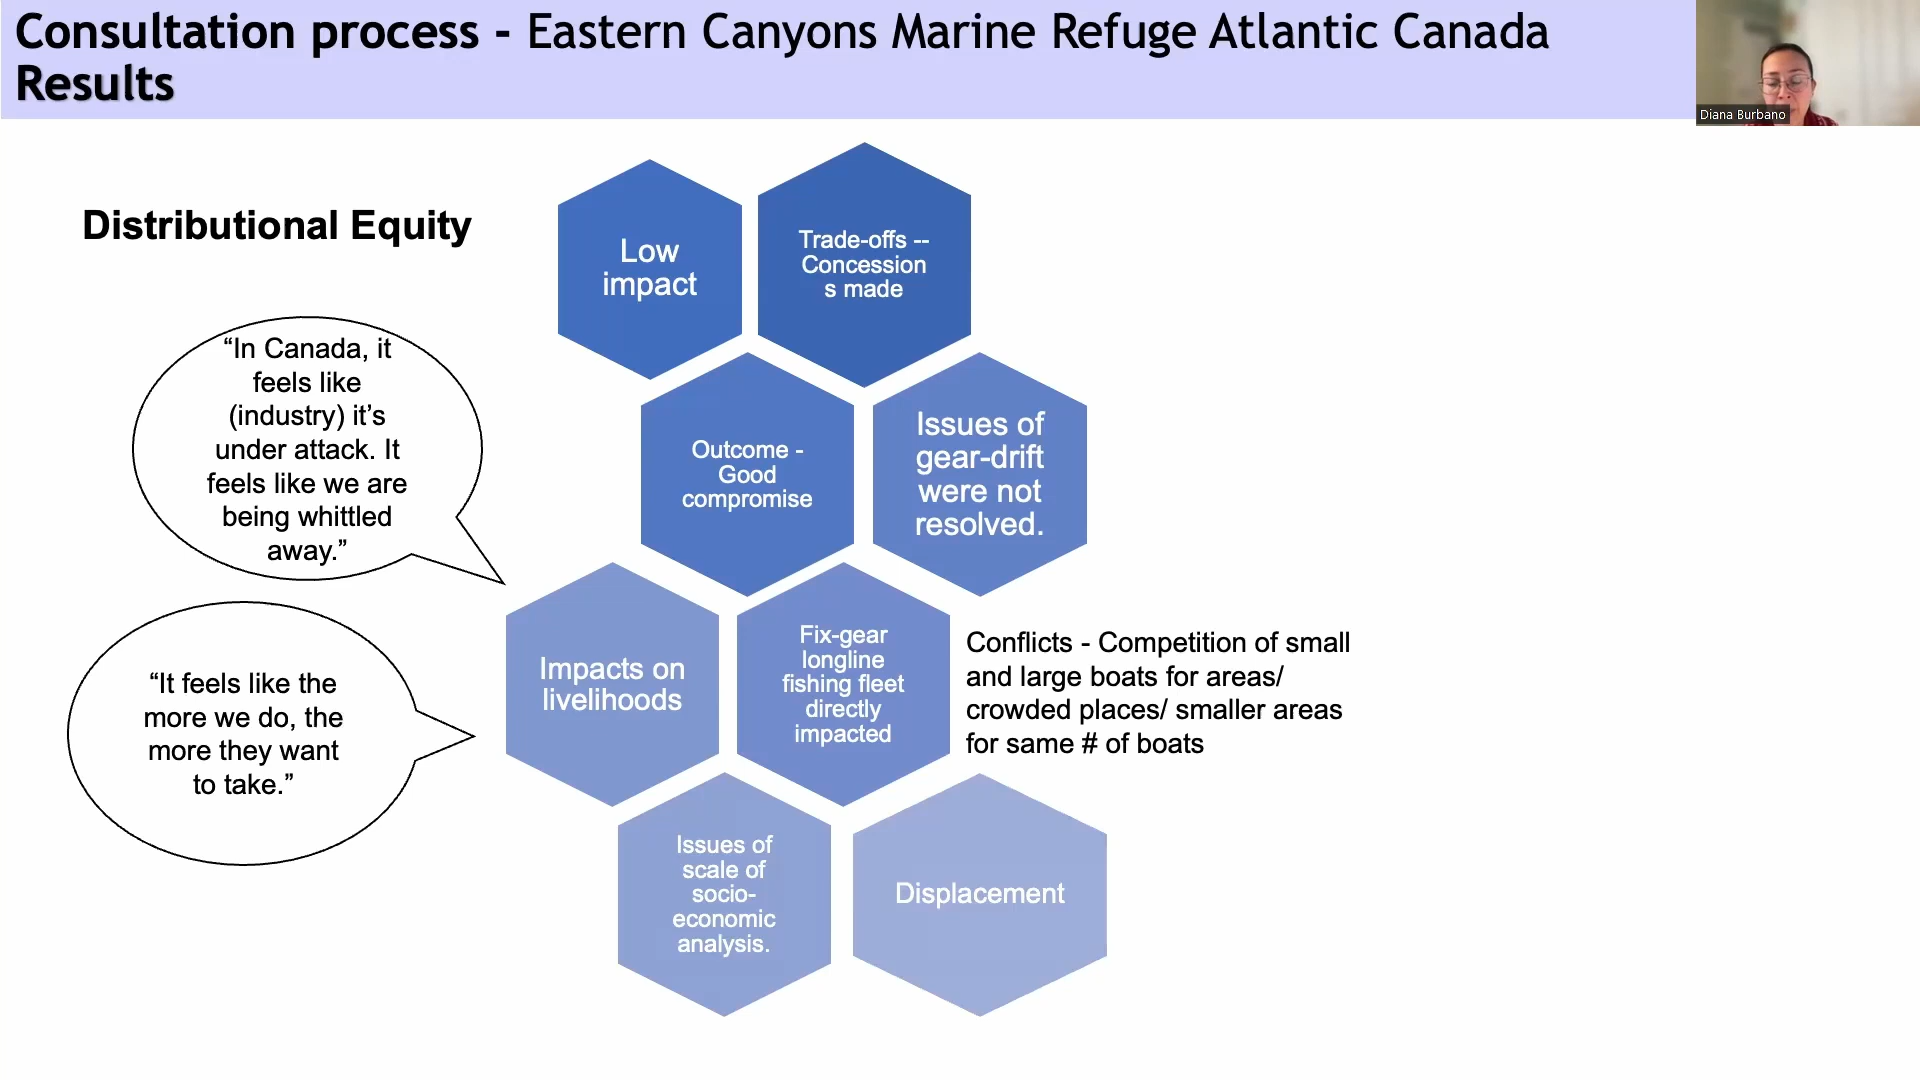 Consultation process - Eastern Canyons Marine Refuge Atlantic Canada
Results
Diana Burbano
Distributional Equity
Low
impact
Trade-offs --
Concession
s made
“In Canada, it
feels like
(industry) it’s
under attack. It
feels like we are
being whittled
away.”
Outcome -
Good
compromise
Issues of
gear-drift
were not
resolved.
“It feels like the
more we do, the
more they want
to take.”
Impacts on
livelihoods
Fix-gear
longline
fishing fleet
directly
impacted
Conflicts - Competition of small
and large boats for areas/
crowded places/ smaller areas
for same # of boats
Issues of
scale of
socio-
economic
analysis.
Displacement